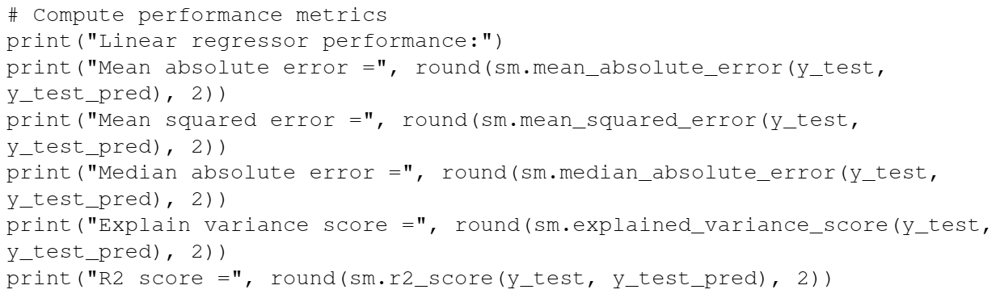 # Compute performance metrics
print("Linear regressor performance:")
print("Mean absolute error =", round(sm.mean_absolute_error(y_test,
y_test_pred), 2))
print("Mean squared error =", round(sm.mean_squared_error(y_test,
y_test_pred), 2))
print("Median absolute error =", round(sm.median_absolute_error(y_test,
y_test_pred), 2))
print("Explain variance score =", round(sm.explained_variance_score(y_test,
y_test_pred), 2))
print("R2 score =", round(sm.r2_score(y_test, y_test_pred), 2))